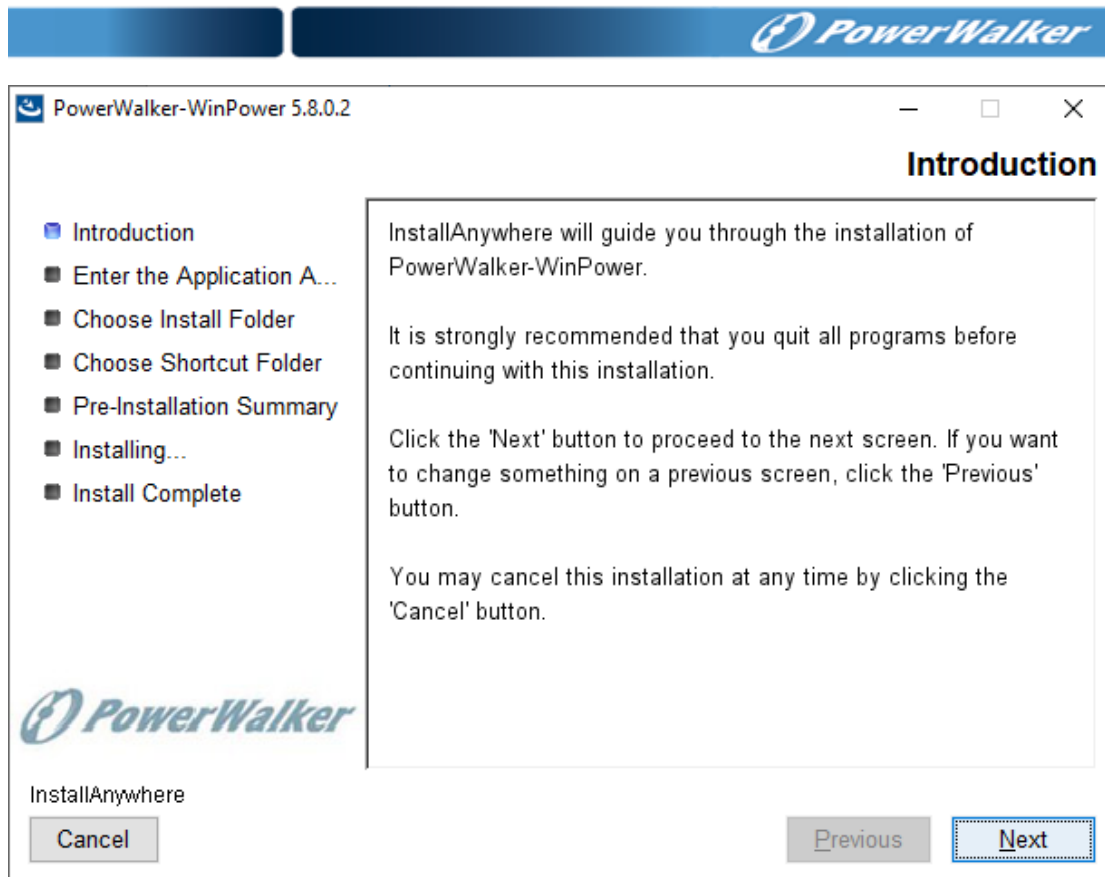 PowerWalker
PowerWalker-WinPower 5.8.0.2
Introduction
Introduction
Enter the Application A...
Choose Install Folder
Choose Shortcut Folder
Pre-Installation Summary
Installing...
Install Complete
InstallAnywhere will guide you through the installation of
PowerWalker-WinPower.
It is strongly recommended that you quit all programs before
continuing with this installation.
Click the 'Next' button to proceed to the next screen. If you want
to change something on a previous screen, click the 'Previous'
button.
You may cancel this installation at any time by clicking the
'Cancel' button.
PowerWalker
InstallAnywhere
Cancel
Previous
Next